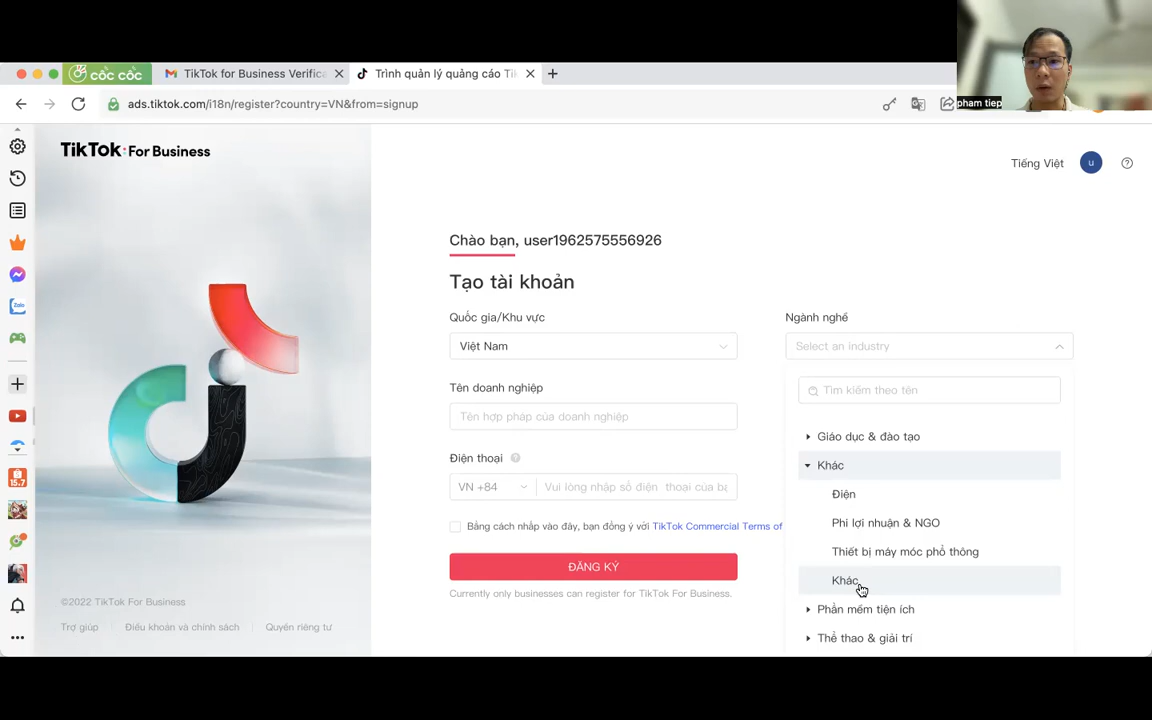 cốc cốc
TikTok for Business Verifica
Trình quản lý quảng cáo Ti
ads.tiktok.com/i18n/register?country=VN&from=signup
pham tiep
TikTok: For Business
Tiếng Việt
u
Chào bạn, user1962575556926
Tạo tài khoản
Quốc gia/Khu vực
Ngành nghề
Việt Nam
Select an industry
Tên doanh nghiệp
Tìm kiếm theo tên
Tên hợp pháp của doanh nghiệp
Giáo dục & đào tạo
Điện thoại
Khác
VN +84
Vui lòng nhập số điện thoại của bạ
Điện
Bằng cách nhấp vào đây, bạn đồng ý với TikTok Commercial Terms of
Phi lợi nhuận & NGO
Thiết bị máy móc phổ thông
ĐĂNG KÝ
Khác
Currently only businesses can register for TikTok For Business.
©2022 TikTok For Business
Phần mềm tiện ích
Trợ giúp
Điều khoản và chính sách
Quyền riêng tư
Thể thao & giải trí
Zalo
15.7